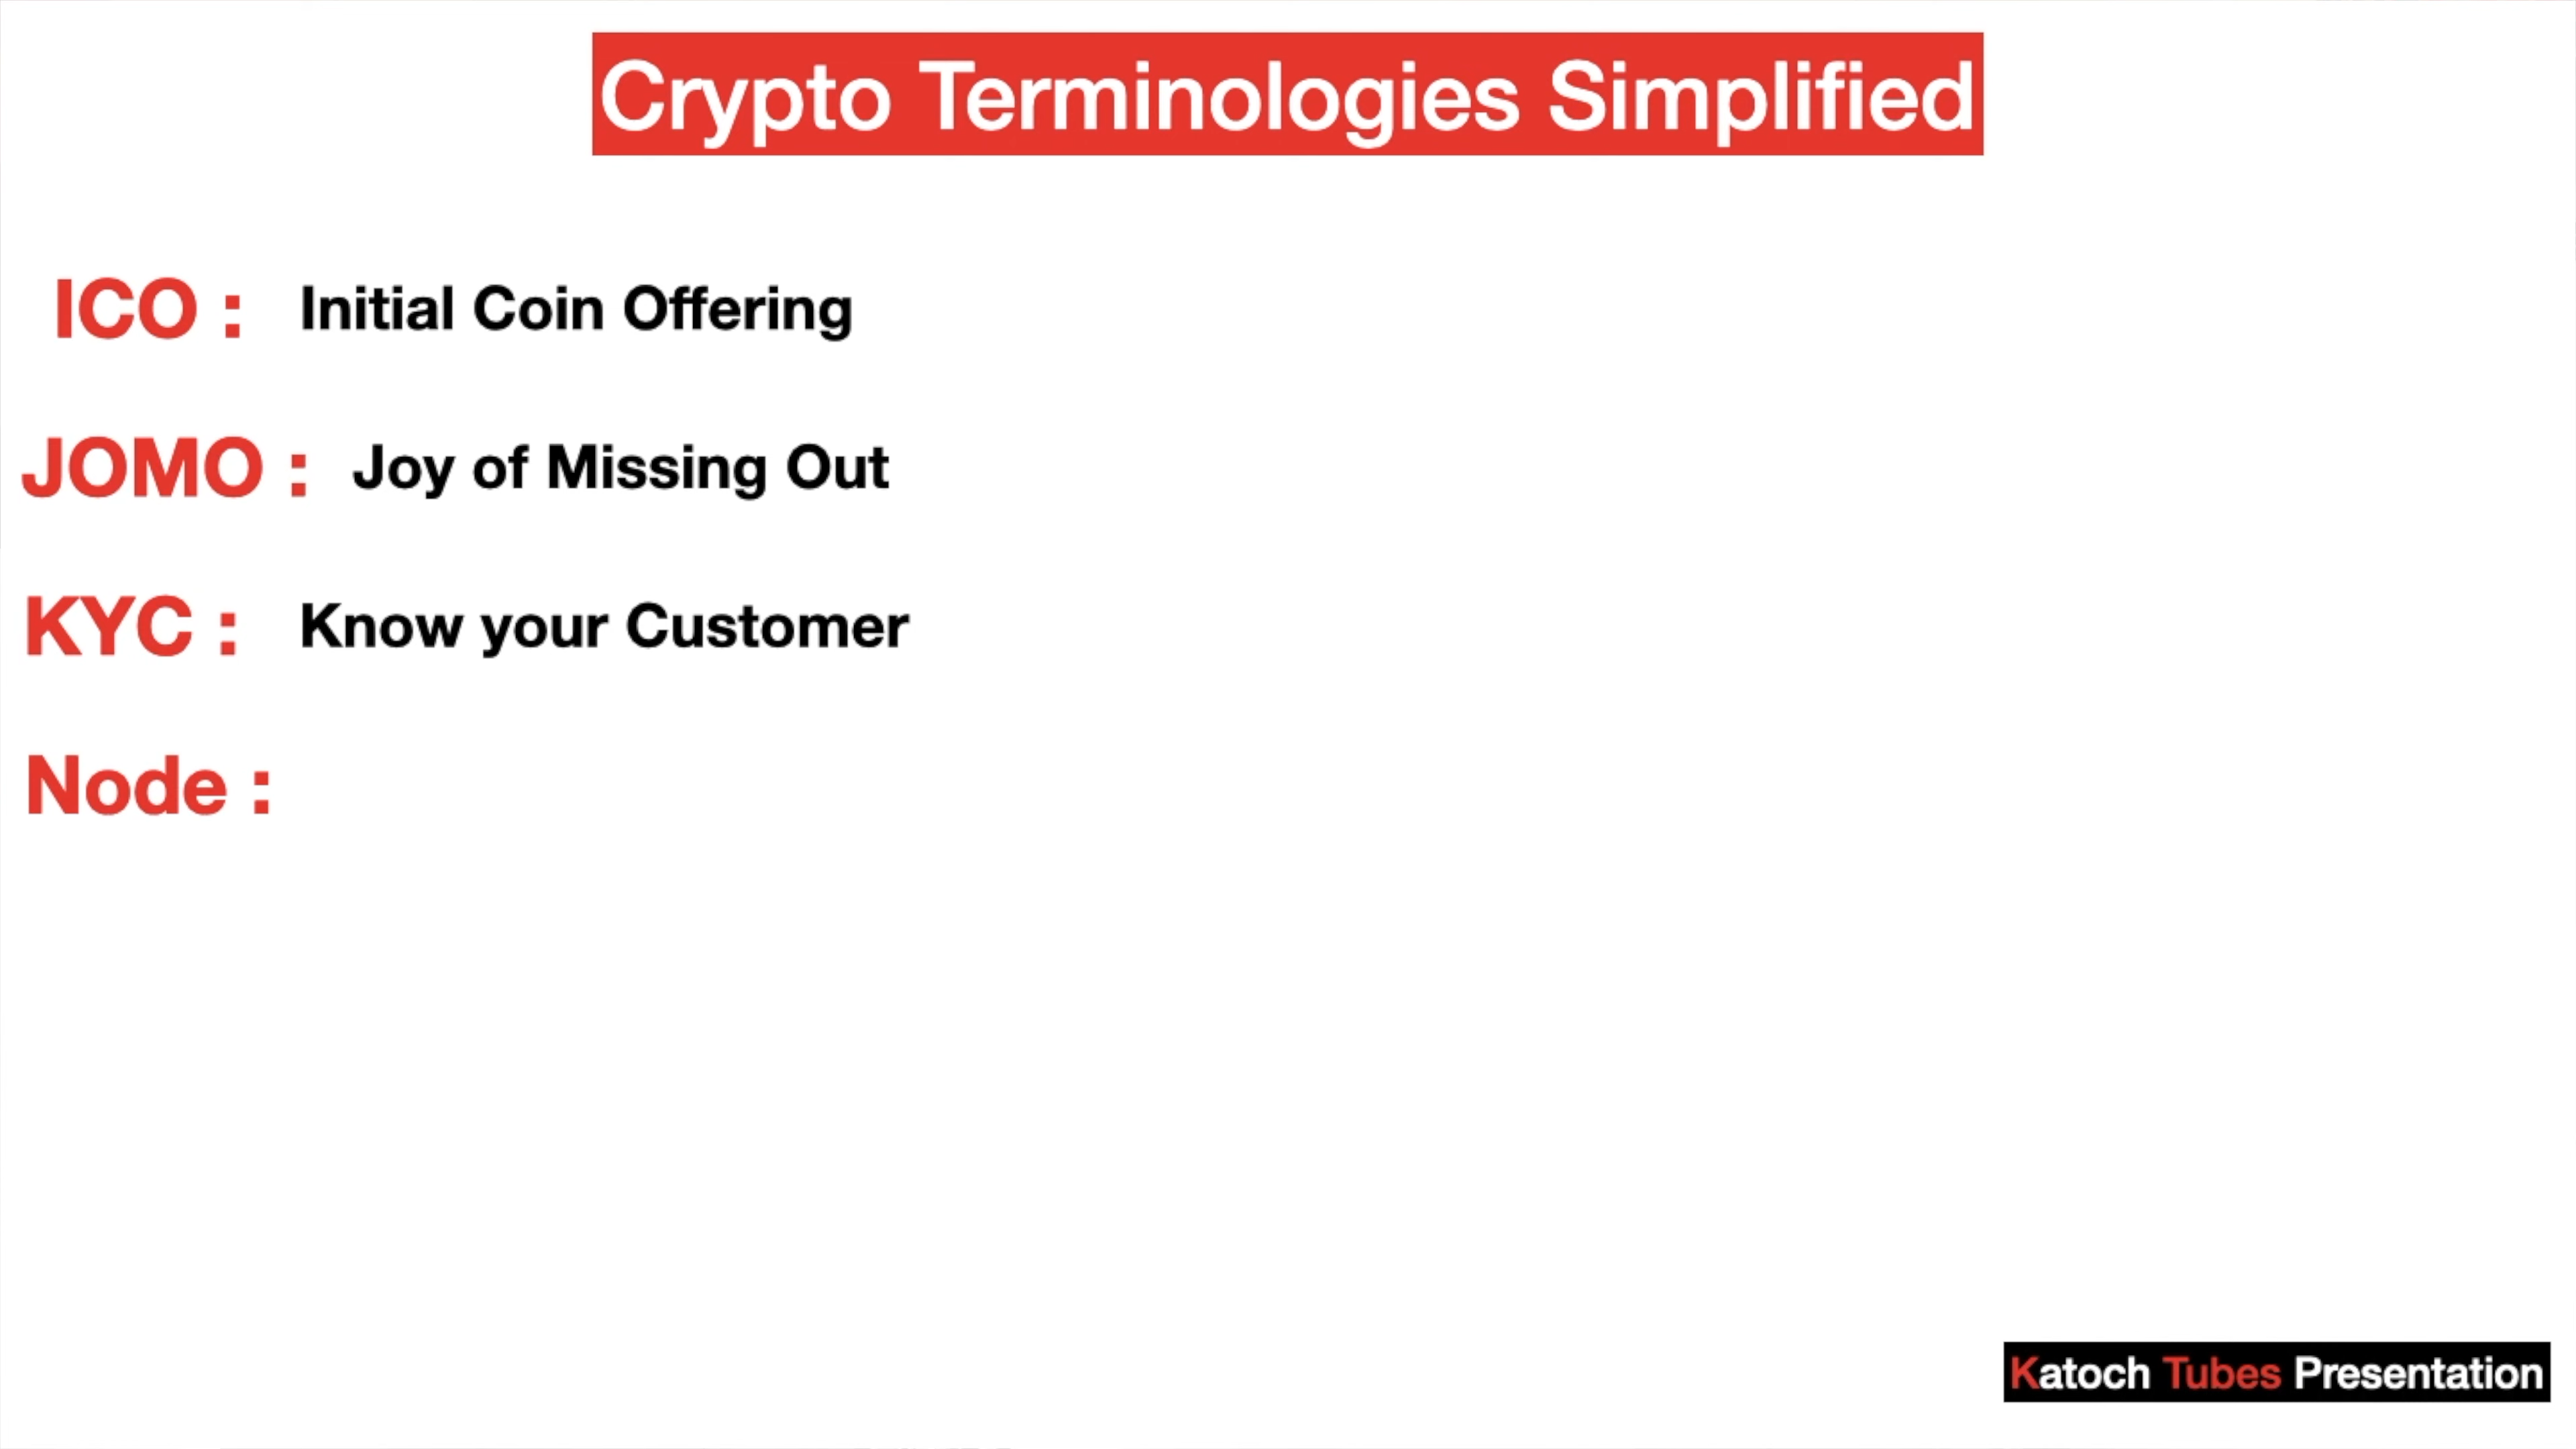 Crypto Terminologies Simplified
ICO : Initial Coin Offering
JOMO : Joy of Missing Out
KYC : Know your Customer
Node :
Katoch Tubes Presentation